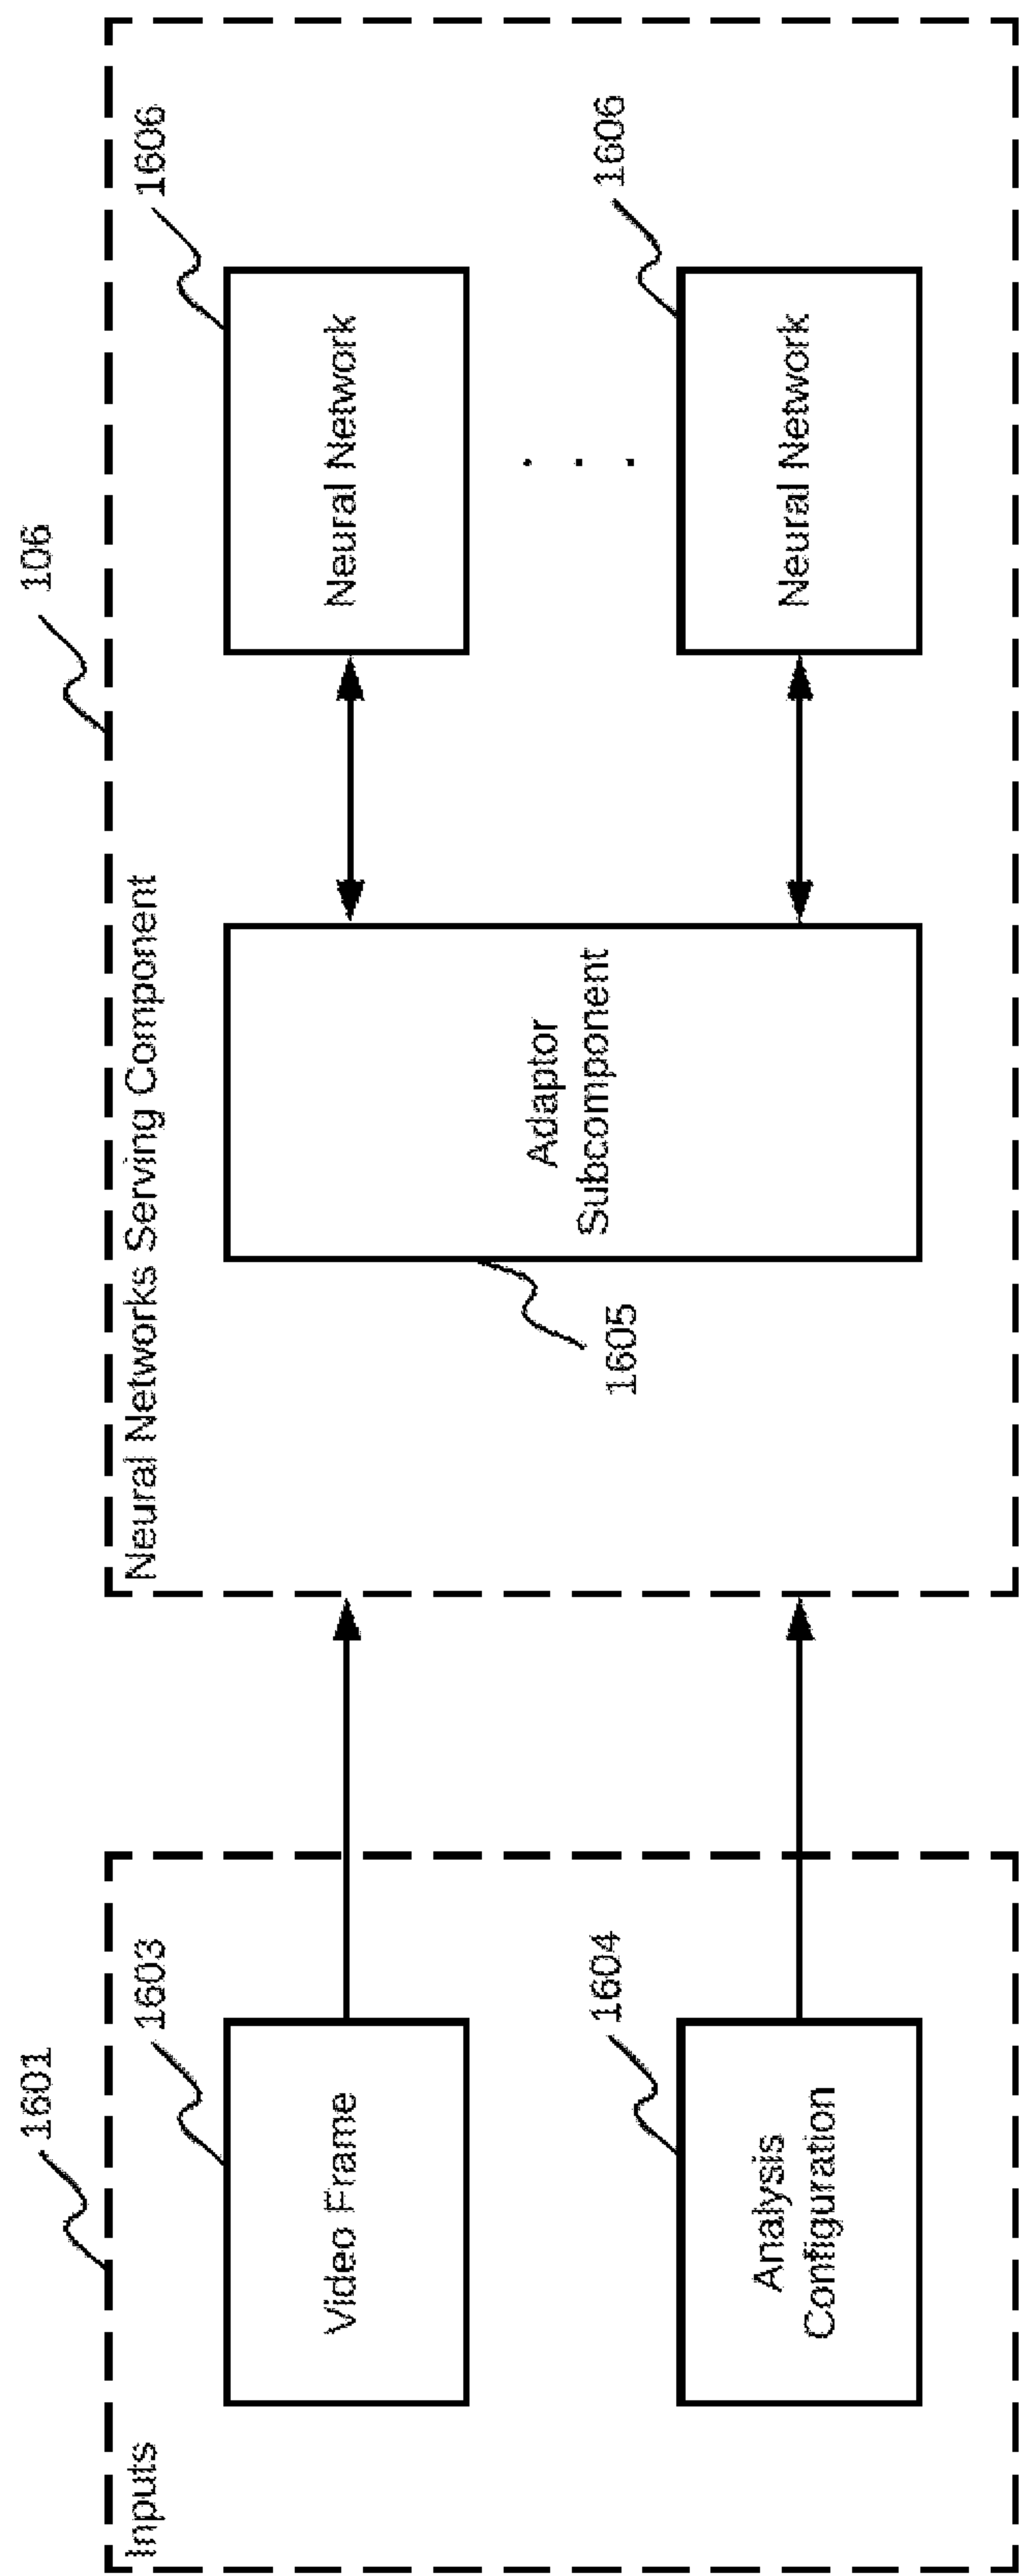 1601
Inputs
1603
Video Frame
1604
Analysis
Configuration
106
Neural Networks Serving Component
1605
Adaptor
Subcomponent
1606
Neural Network
. . .
1606
Neural Network